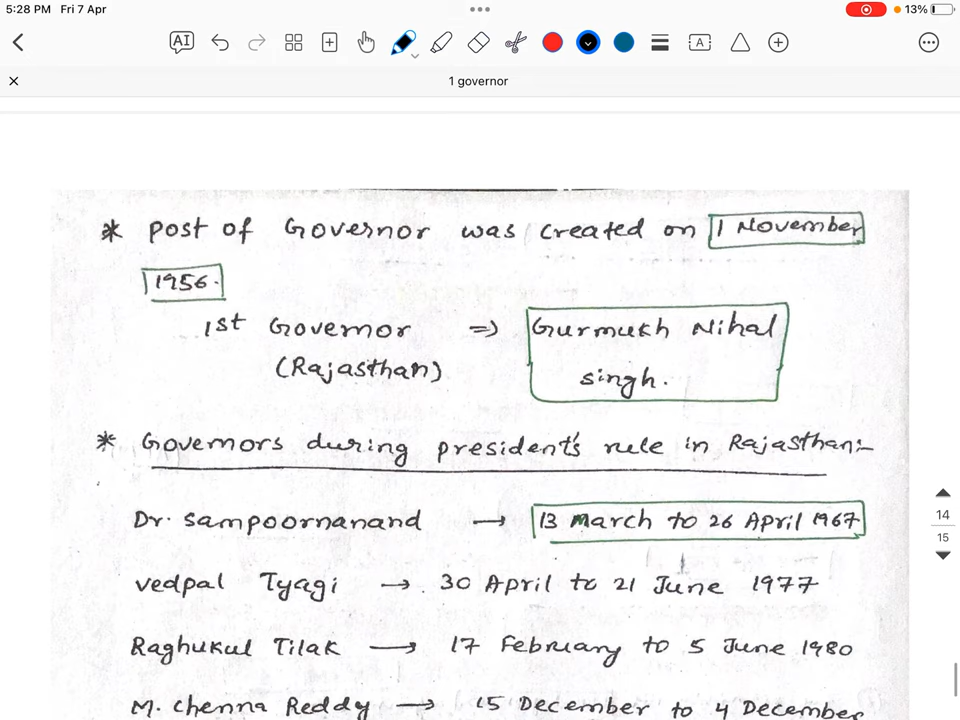 5:28 PM Fri 7 Apr
13%
AI
A
1 governor
* Post of Governor was created on 1 November
1956.
1st Governor => Gurmukh Nihal
(Rajasthan) singh.
* Governors during president's rule in Rajasthan:-
Dr. Sampoornanand → 13 March to 26 April 1967
vedpal Tyagi → 30 April to 21 June 1977
Raghukul Tilak → 17 February to 5 June 1980
M. Chenna Reddy → 15 December to 4 December
14
15